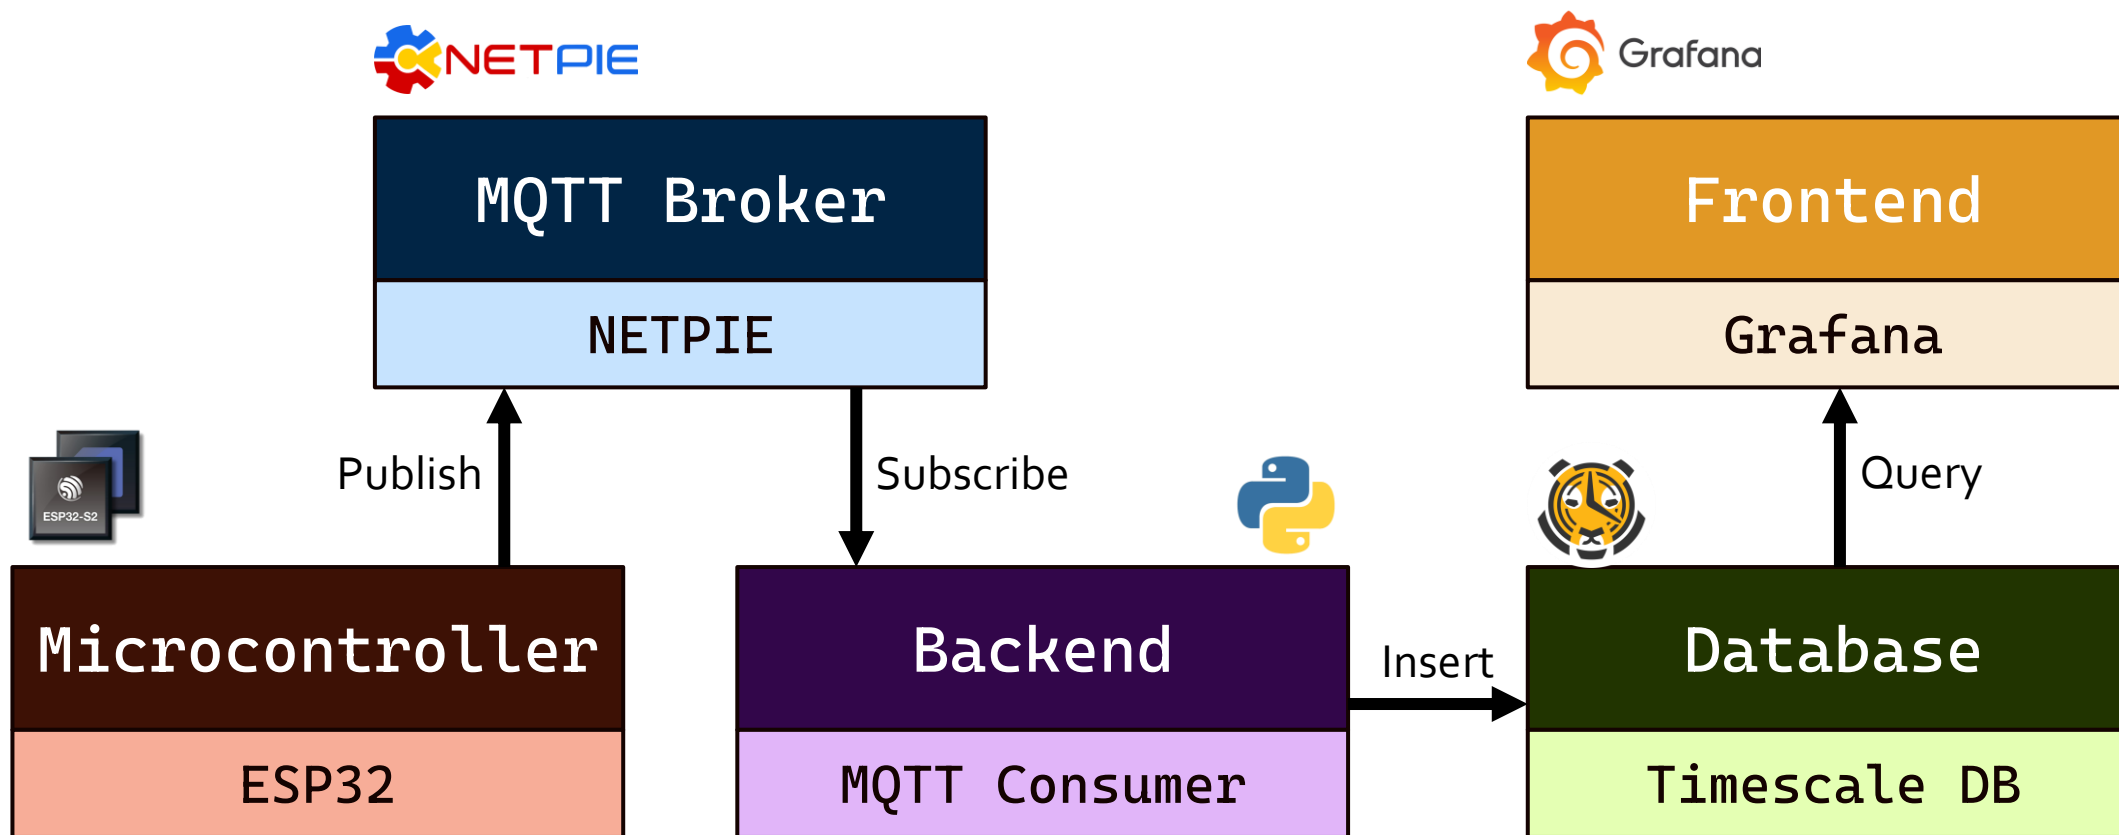 NETPIE
Grafana
MQTT Broker
NETPIE
Frontend
Grafana
Publish
Subscribe
Query
ESP32-S2
Microcontroller
ESP32
Backend
MQTT Consumer
Insert
Database
Timescale DB